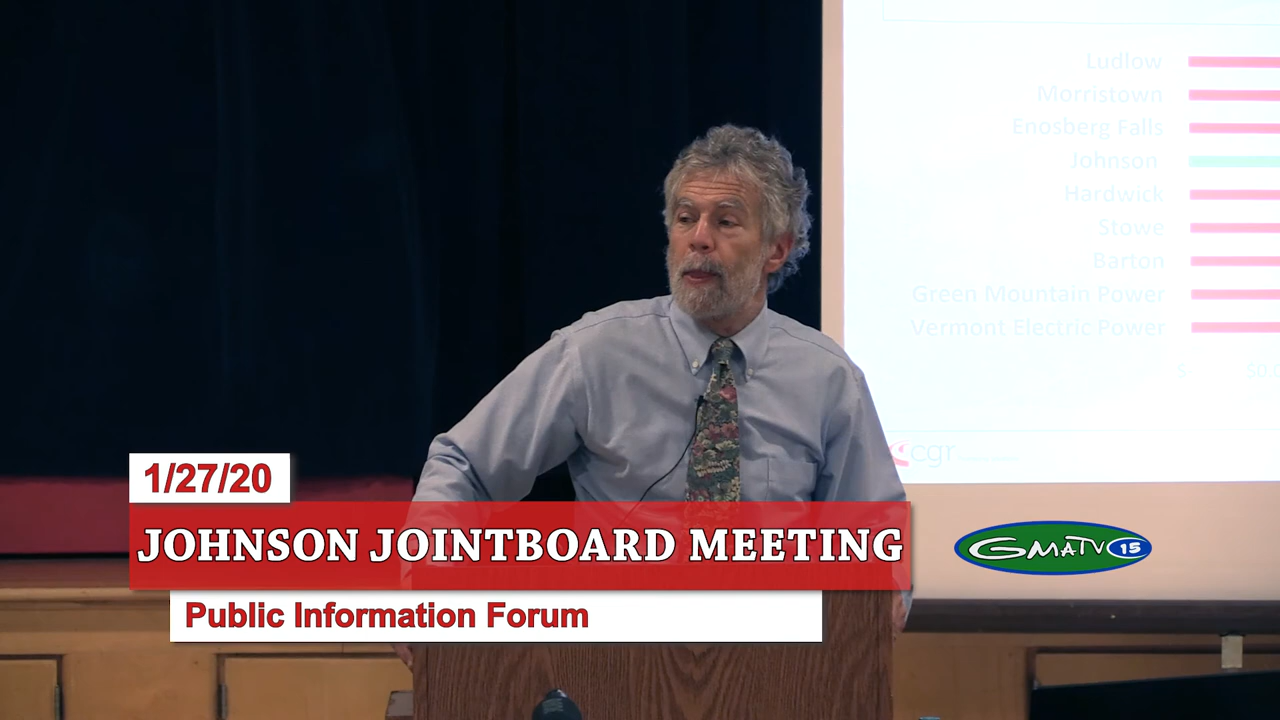 Ludlow
Morristown
Enosberg Falls
Johnson
Hardwick
Stowe
Barton
Green Mountain Power
Vermont Electric Power
$-
cgr
1/27/20
JOHNSON JOINTBOARD MEETING
GMATV 15
Public Information Forum